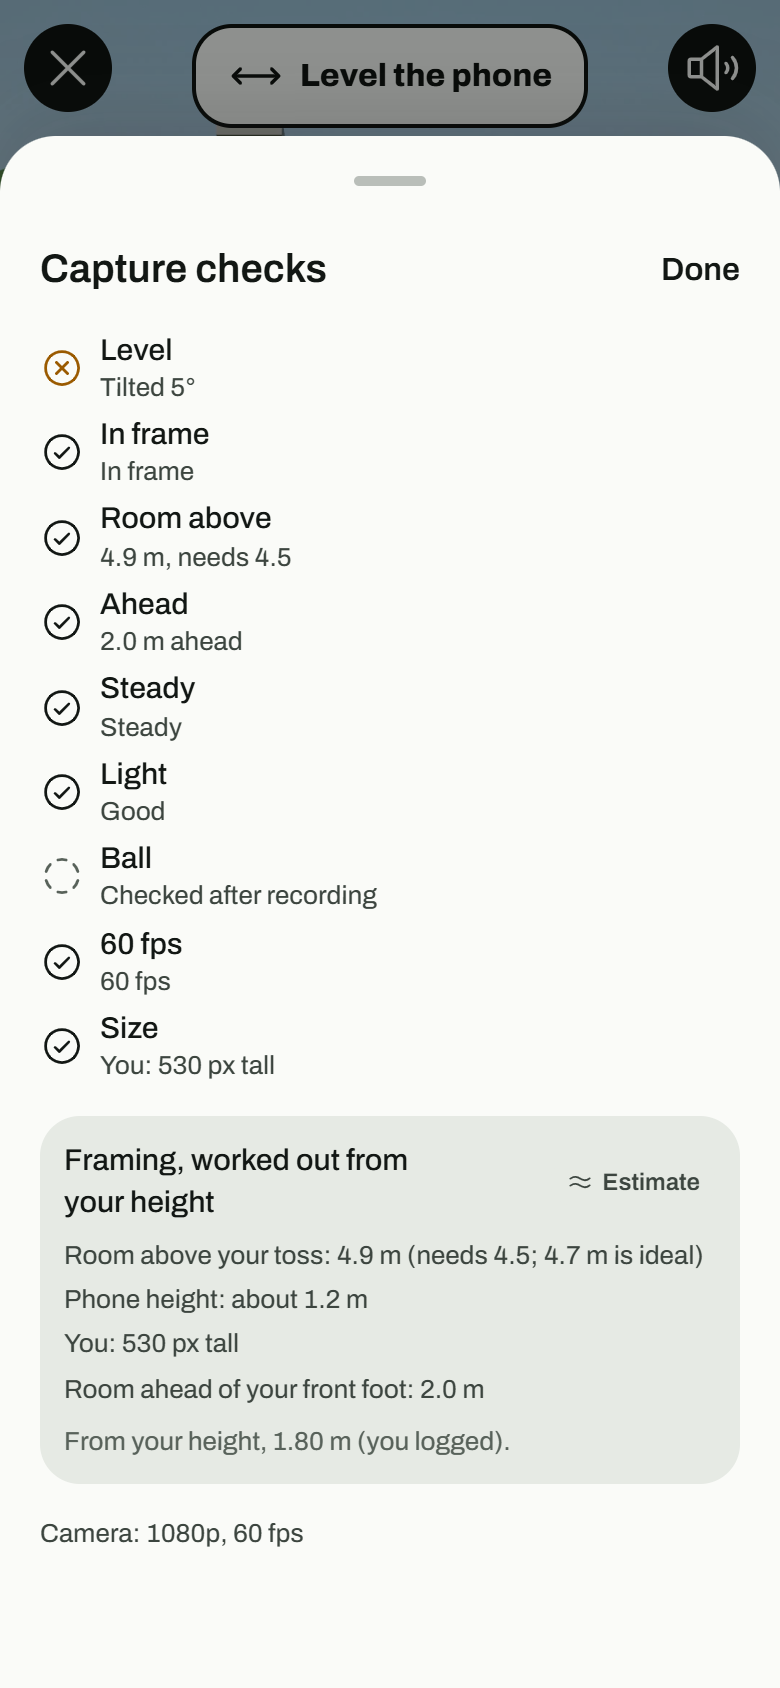 Level the phone
Capture checks
Done
Level
Tilted 5°
In frame
In frame
Room above
4.9 m, needs 4.5
Ahead
2.0 m ahead
Steady
Steady
Light
Good
Ball
Checked after recording
60 fps
60 fps
Size
You: 530 px tall
Framing, worked out from
your height
Estimate
Room above your toss: 4.9 m (needs 4.5; 4.7 m is ideal)
Phone height: about 1.2 m
You: 530 px tall
Room ahead of your front foot: 2.0 m
From your height, 1.80 m (you logged).
Camera: 1080p, 60 fps